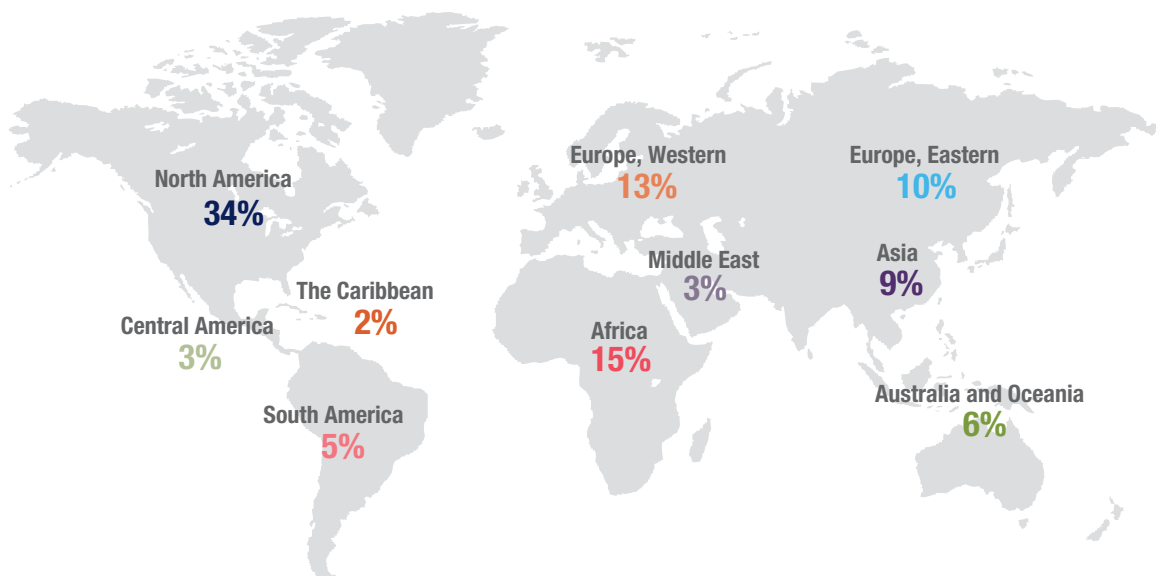 North America
34%
The Caribbean
2%
Central America
3%
South America
5%
Europe, Western
13%
Europe, Eastern
10%
Middle East
3%
Asia
9%
Africa
15%
Australia and Oceania
6%